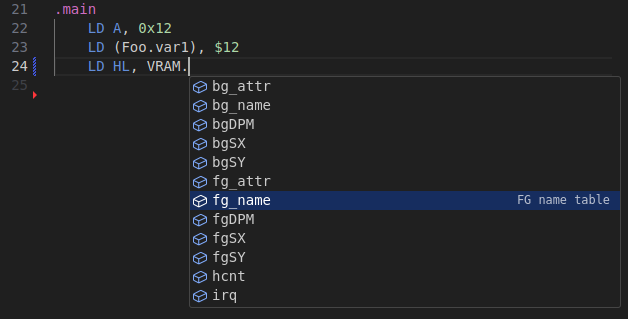 21 .main
22 LD A, 0x12
23 LD (Foo.var1), $12
24 LD HL, VRAM.
25
bg_attr
bg_name
bgDPM
bgSX
bgSY
fg_attr
fg_name FG name table
fgDPM
fgSX
fgSY
hcnt
irq